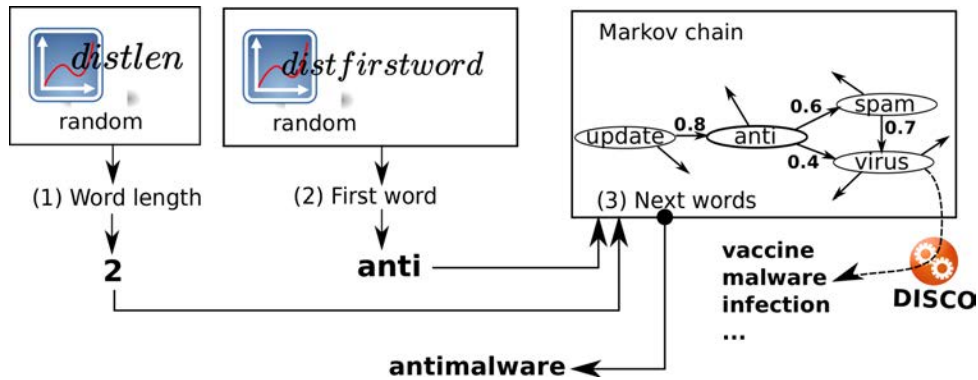 distlen
random
(1) Word length
2
distfirstword
random
(2) First word
anti
Markov chain
update
0.8
anti
0.6
spam
0.7
0.4
virus
(3) Next words
vaccine
malware
infection
...
DISCO
antimalware